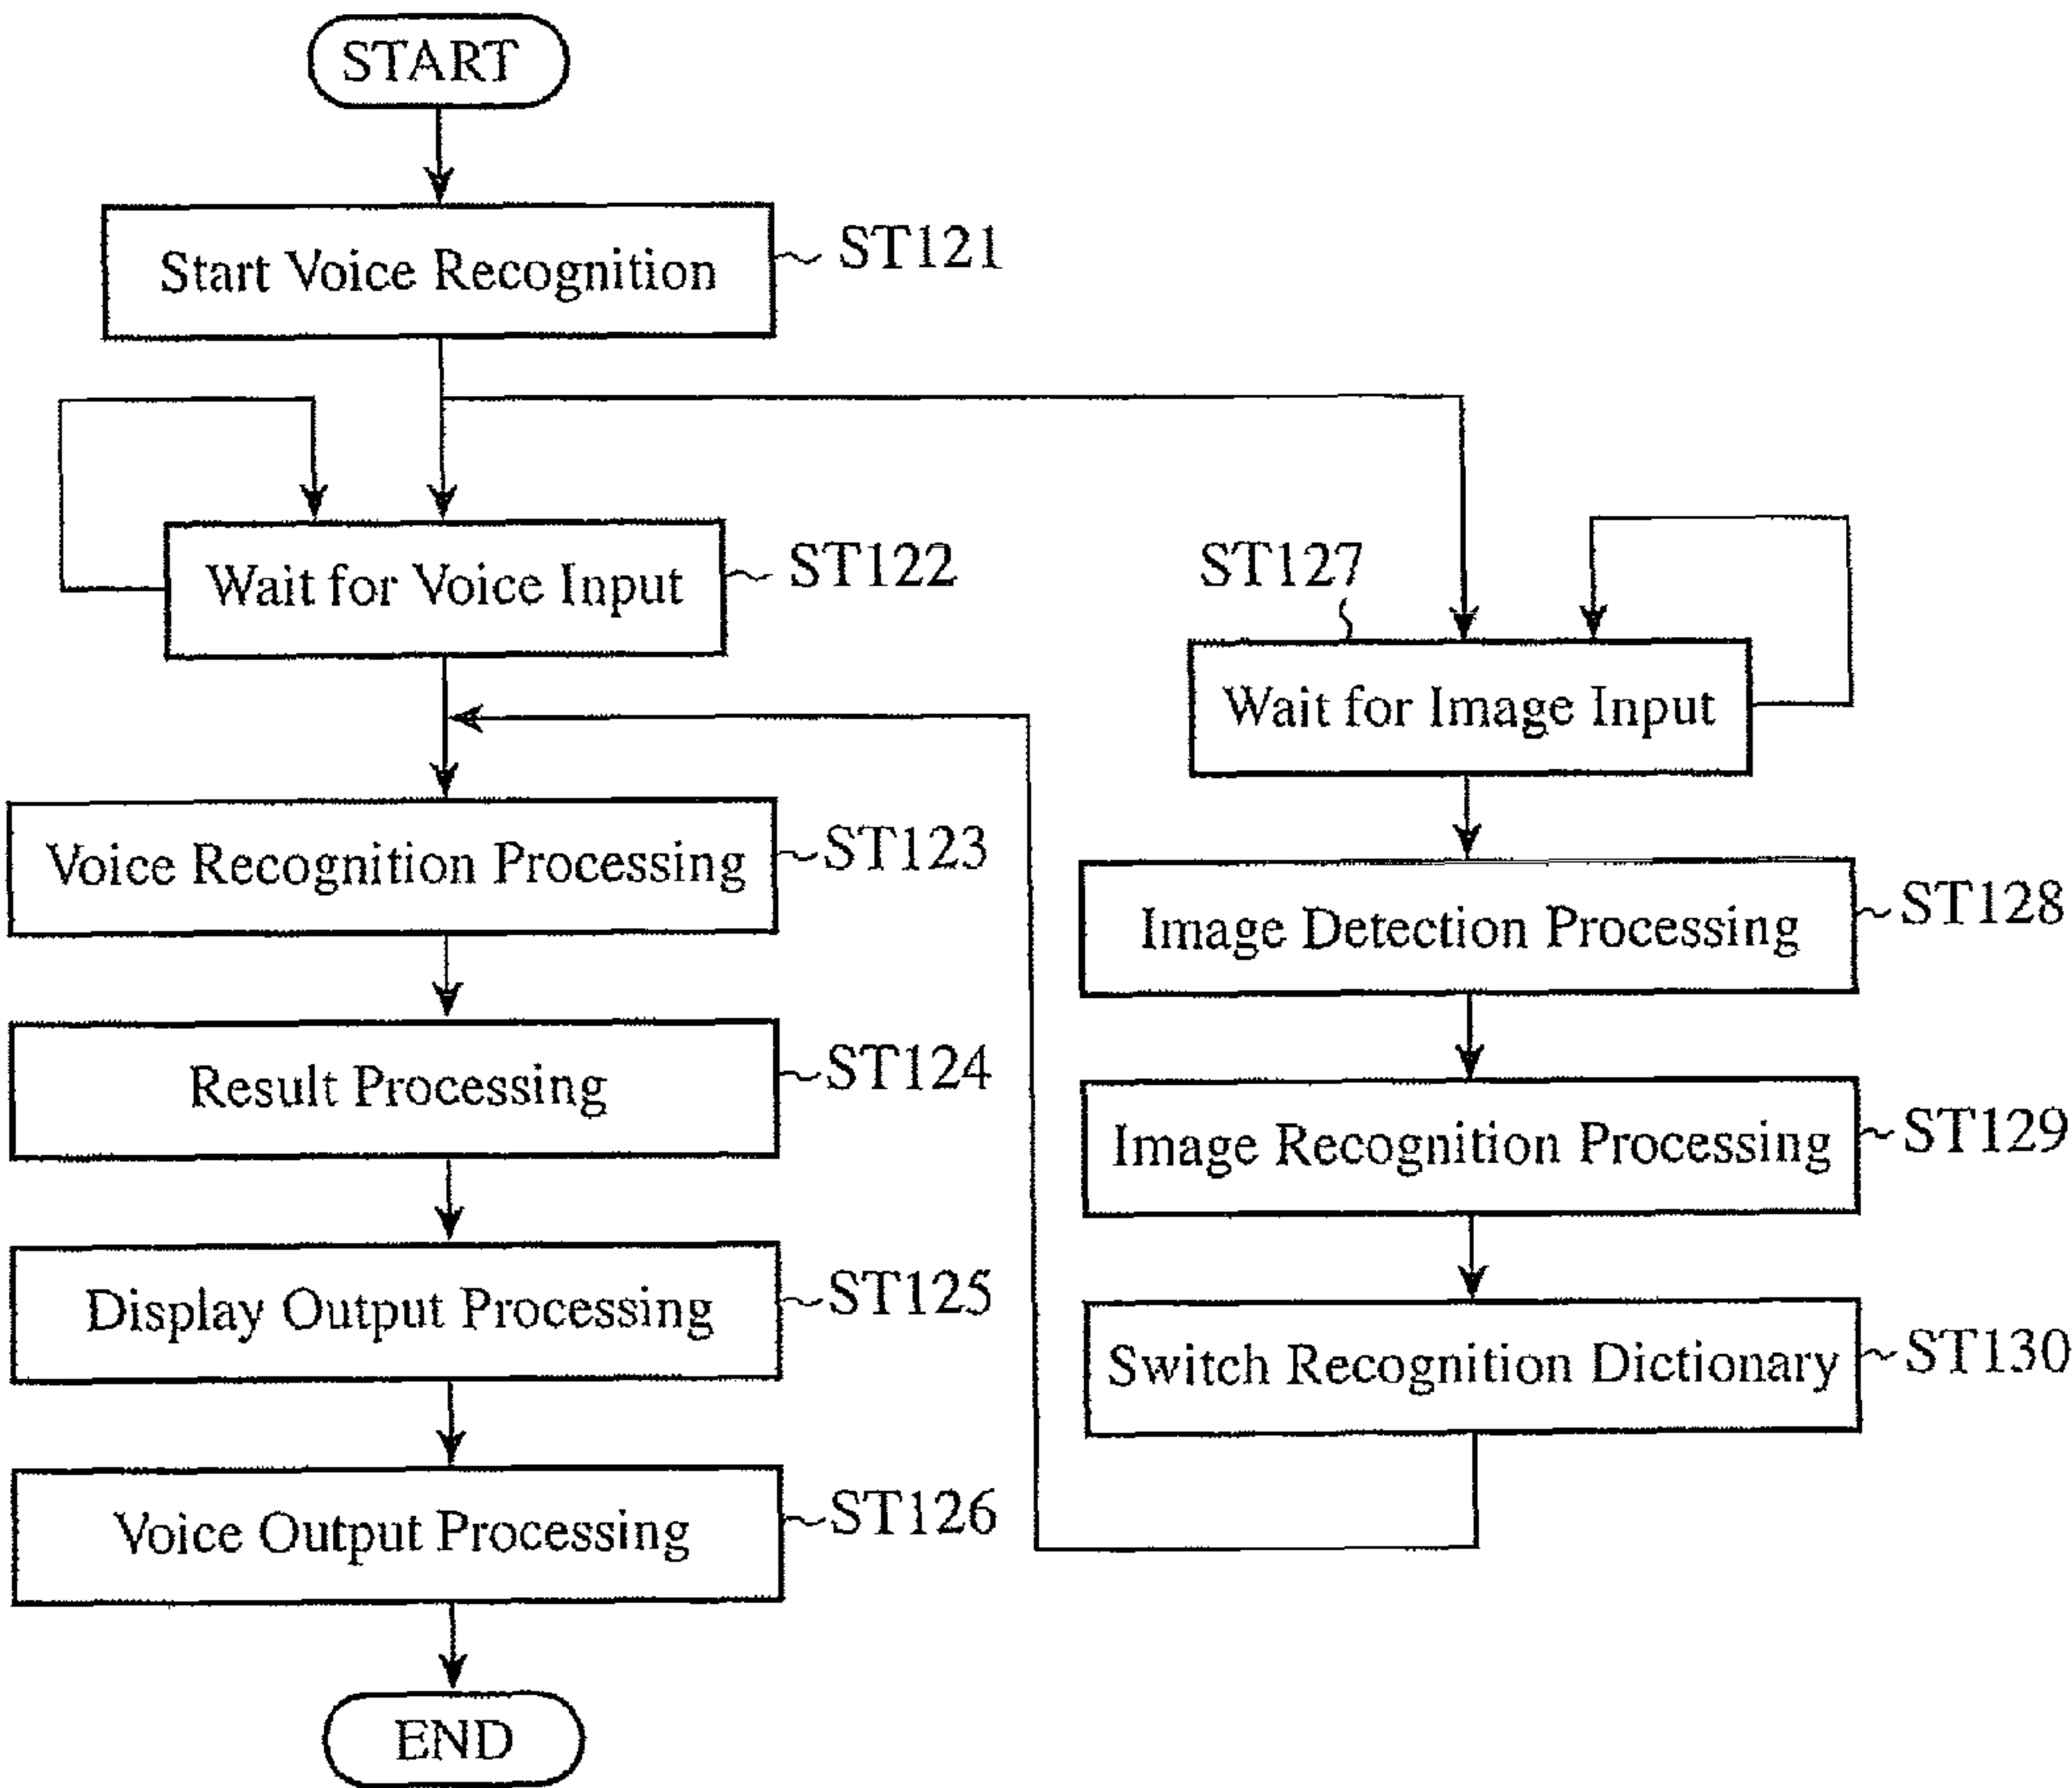 START
Start Voice Recognition
ST121
Wait for Voice Input
ST122
Voice Recognition Processing
ST123
Result Processing
ST124
Display Output Processing
ST125
Voice Output Processing
ST126
END
ST127
Wait for Image Input
Image Detection Processing
ST128
Image Recognition Processing
ST129
Switch Recognition Dictionary
ST130